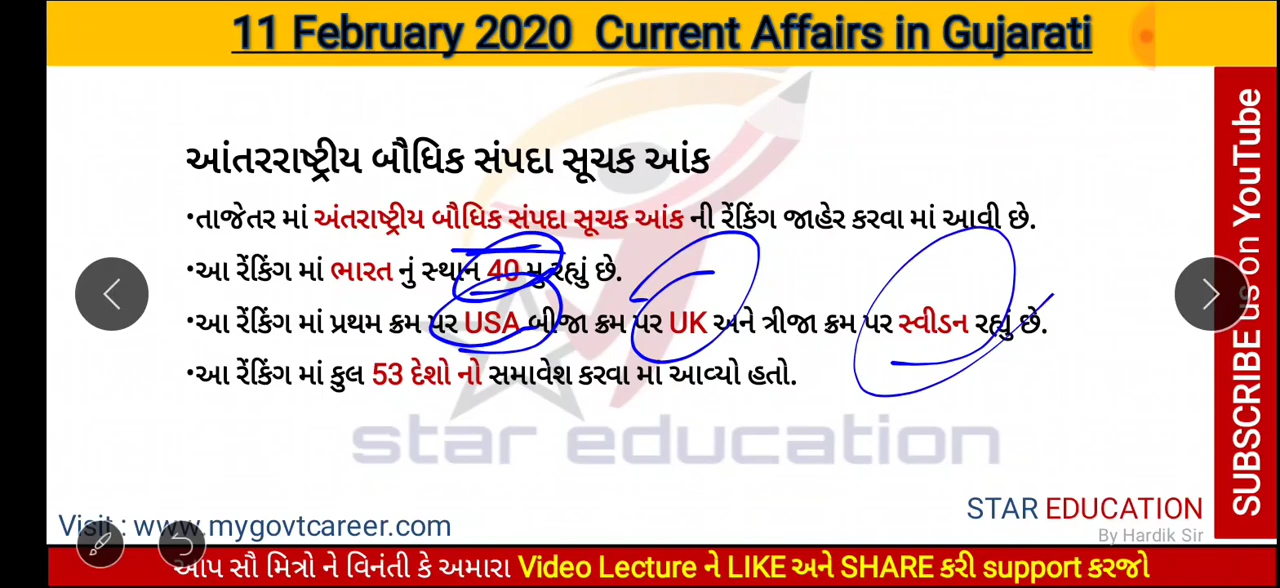 11 February 2020 Current Affairs in Gujarati
આંતરરાષ્ટ્રીય બૌધિક સંપદા સૂચક આંક
•તાજેતર માં અંતરાષ્ટ્રીય બૌધિક સંપદા સૂચક આંક ની રેંકિંગ જાહેર કરવા માં આવી છે.
•આ રેંકિંગ માં ભારત નું સ્થાન 40 મુ રહ્યું છે.
•આ રેંકિંગ માં પ્રથમ ક્રમ પર USA બીજા ક્રમ પર UK અને ત્રીજા ક્રમ પર સ્વીડન રહ્યું છે.
•આ રેંકિંગ માં કુલ 53 દેશો નો સમાવેશ કરવા મા આવ્યો હતો.
star education
STAR EDUCATION
By Hardik Sir
Visit : www.mygovtcareer.com
આપ સૌ મિત્રો ને વિનંતી કે અમારા Video Lecture ને LIKE અને SHARE કરી support કરજો
SUBSCRIBE us on YouTube